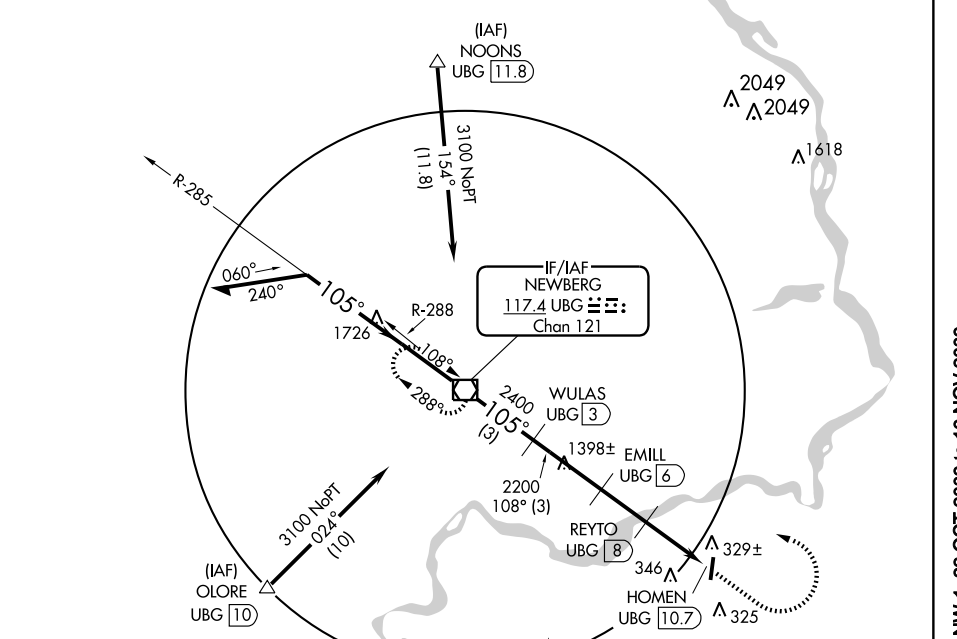 (IAF)
NOONS
UBG 11.8
2049
2049
1618
3100 NoPT
154°
(11.8)
R-285
060°
240°
105°
1726
R-288
108°
288°
IF/IAF
NEWBERG
117.4 UBG
Chan 121
2400
105°
(3)
WULAS
UBG 3
1398±
EMILL
UBG 6
2200
108° (3)
REYTO
UBG 8
3100 NoPT
024°
(10)
(IAF)
OLORE
UBG 10
346
329±
HOMEN
UBG 10.7
325